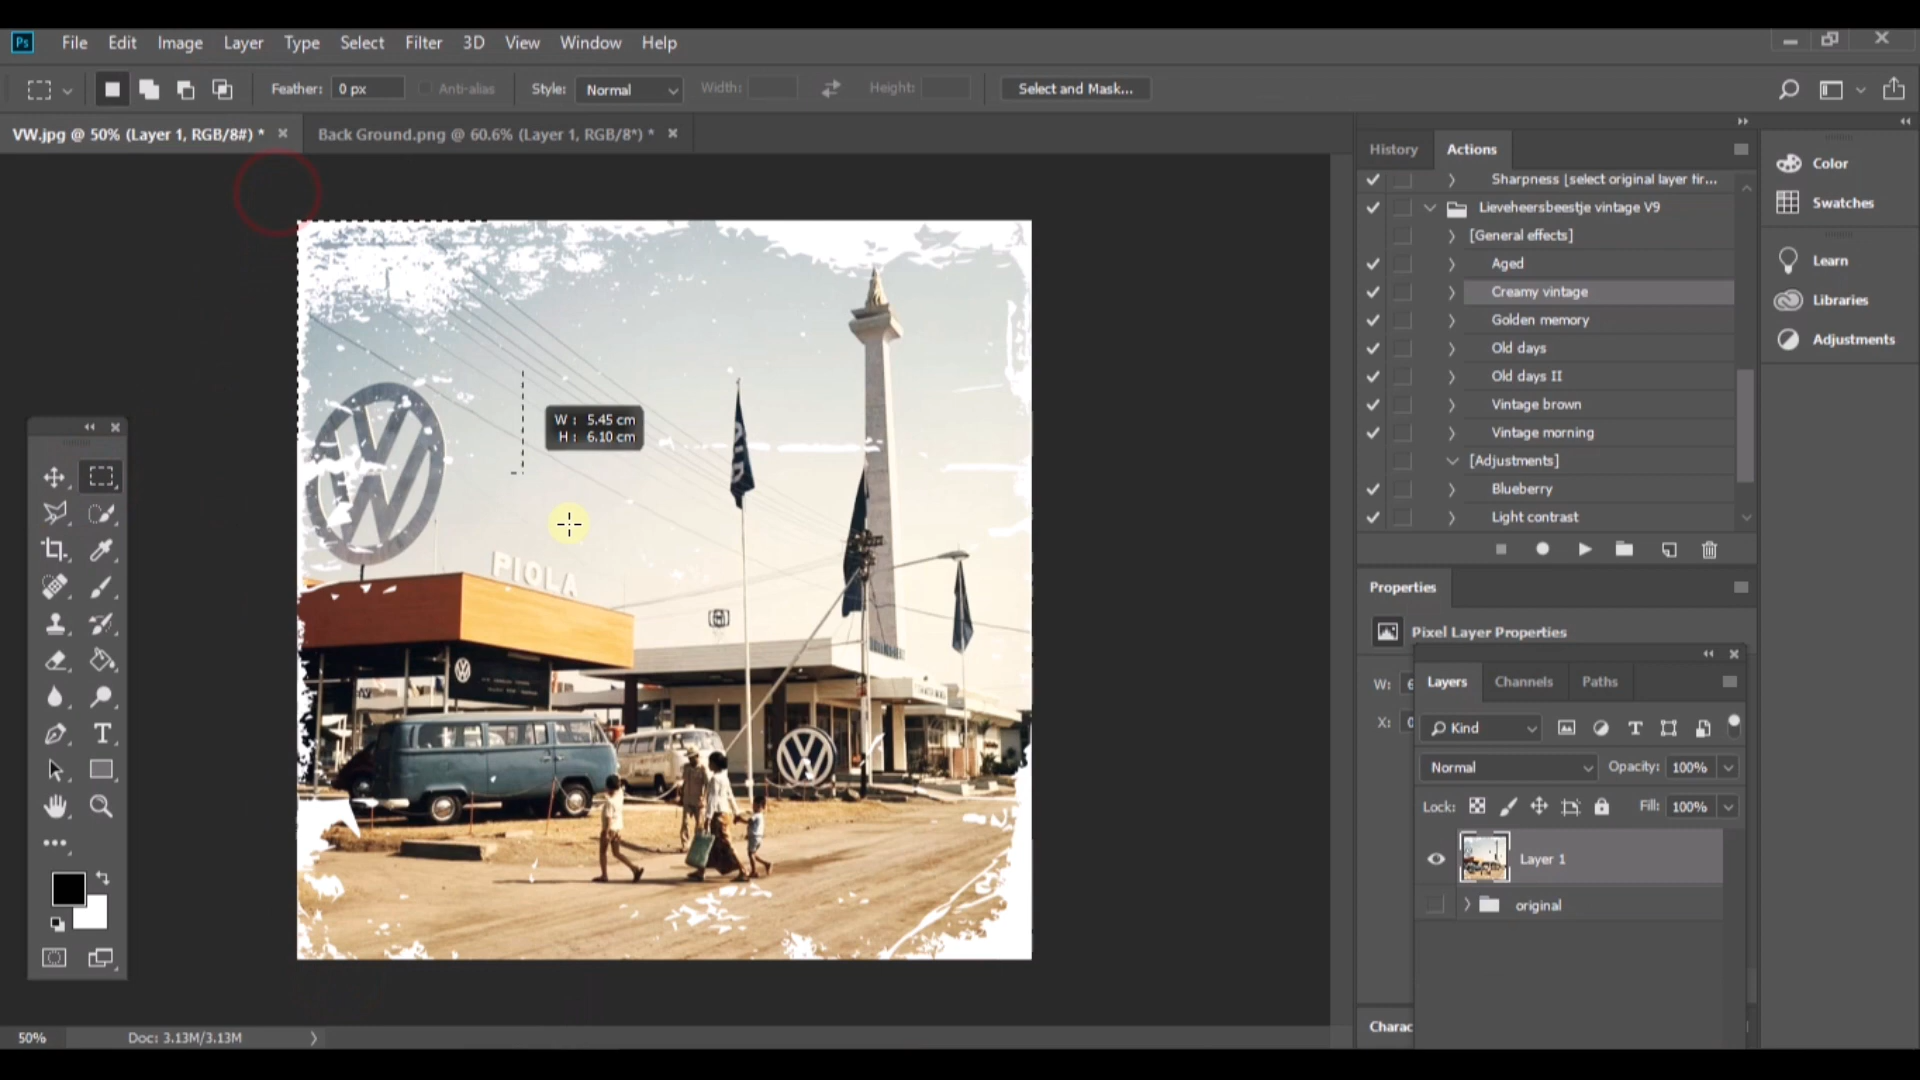 Ps File Edit Image Layer Type Select Filter 3D View Window Help
Feather: 0 px Anti-alias Style: Normal Width: Height: Select and Mask...
VW.jpg @ 50% (Layer 1, RGB/8#) * × Back Ground.png @ 60.6% (Layer 1, RGB/8*) * ×
History Actions
Sharpness [select original layer fir...
Lieveheersbeestje vintage V9
[General effects]
Aged
Creamy vintage
Golden memory
Old days
Old days II
Vintage brown
Vintage morning
[Adjustments]
Blueberry
Light contrast
Color
Swatches
Learn
Libraries
Adjustments
W : 5.45 cm
H : 6.10 cm
PIOLA
Properties
Pixel Layer Properties
W:
X:
Layers Channels Paths
Kind
Normal Opacity: 100%
Lock: Fill: 100%
Layer 1
original
Charac
50% Doc: 3.13M/3.13M